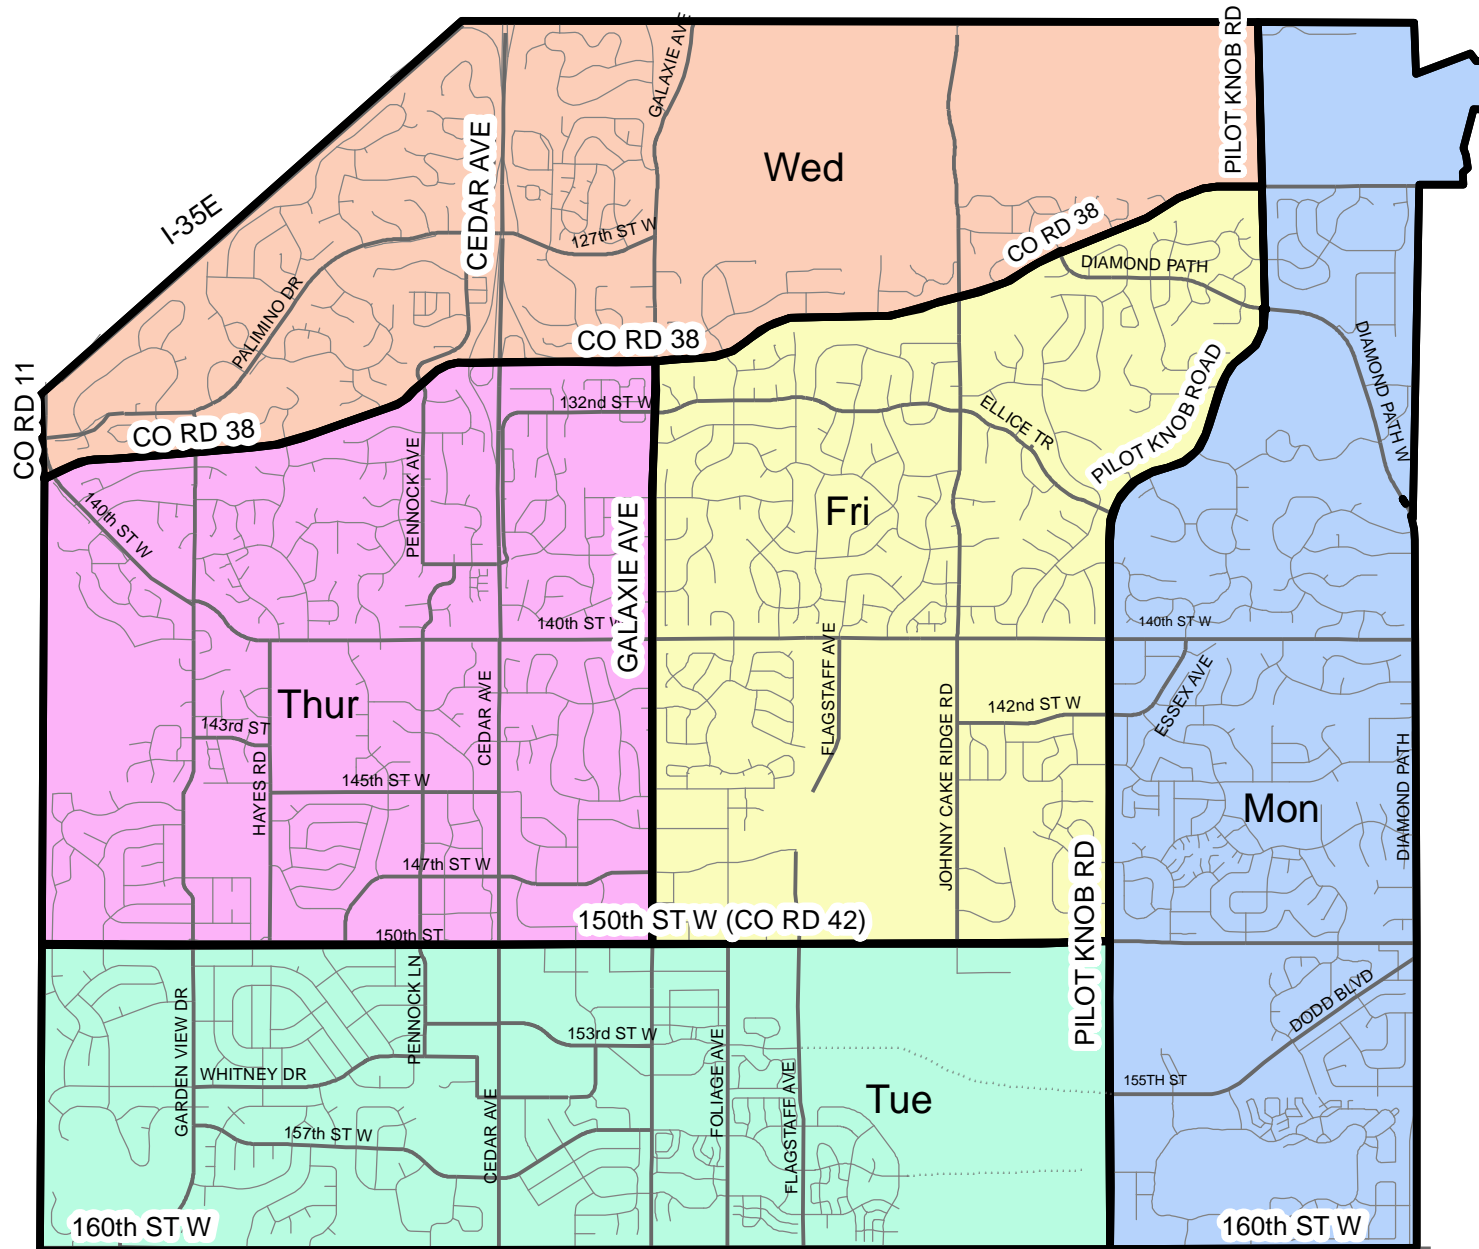 PILOT KNOB RD
GALAXIE AVE
CEDAR AVE
Wed
I-35E
127th ST W
CO RD 38
DIAMOND PATH
PALIMINO DR
CO RD 38
DIAMOND PATH W
PILOT KNOB ROAD
CO RD 11
CO RD 38
132nd ST W
ELLICE TR
PENNOCK AVE
140th ST W
Fri
GALAXIE AVE
140th ST W
140th ST W
FLAGSTAFF AVE
ESSEX AVE
Thur
CEDAR AVE
JOHNNY CAKE RIDGE RD
142nd ST W
143rd ST
HAYES RD
145th ST W
Mon
DIAMOND PATH
147th ST W
PILOT KNOB RD
150th ST W (CO RD 42)
150th ST
PENNOCK LN
GARDEN VIEW DR
DODD BLVD
153rd ST W
FOLIAGE AVE
WHITNEY DR
FLAGSTAFF AVE
Tue
155TH ST
157th ST W
CEDAR AVE
160th ST W
160th ST W